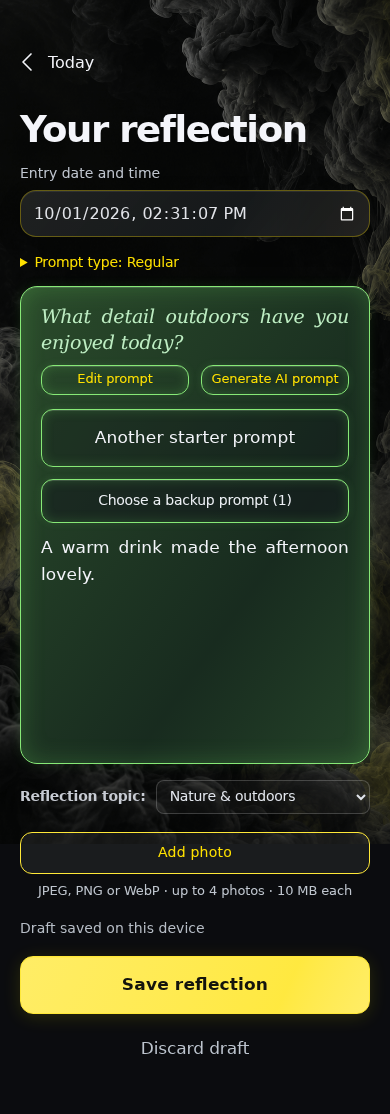 Today
Your reflection
Entry date and time
10/01/2026, 02:31:07 PM
Prompt type: Regular
What detail outdoors have you
enjoyed today?
Edit prompt
Generate AI prompt
Another starter prompt
Choose a backup prompt (1)
A warm drink made the afternoon
lovely.
Reflection topic:
Nature & outdoors
Add photo
JPEG, PNG or WebP · up to 4 photos · 10 MB each
Draft saved on this device
Save reflection
Discard draft